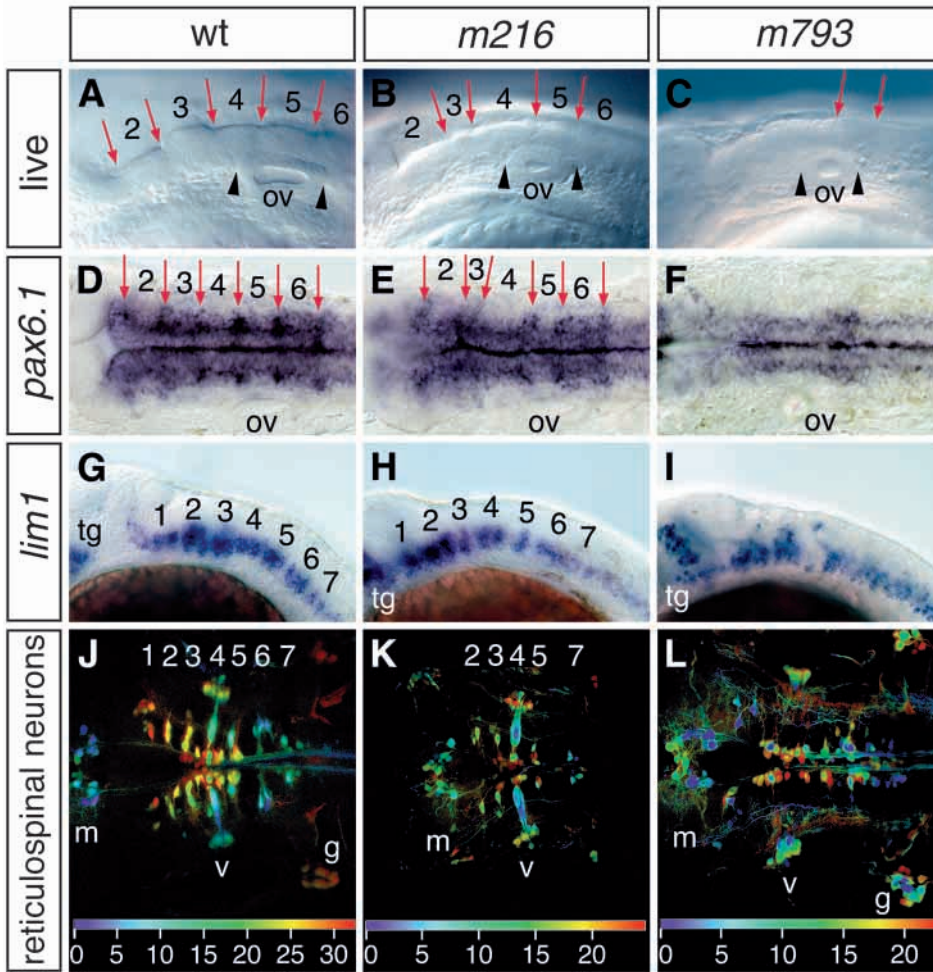 wt m216 m793
live
A 2 3 4 5 6 ov
B 2 3 4 5 6 ov
C ov
pax6.1
D 2 3 4 5 6 ov
E 2 3 4 5 6 ov
F ov
lim1
G tg 1 2 3 4 5 6 7
H tg 1 2 3 4 5 6 7
I tg
reticulospinal neurons
J 1 2 3 4 5 6 7
m v g
0 5 10 15 20 25 30
K 2 3 4 5 7
m v
0 5 10 15 20
L
m v g
0 5 10 15 20